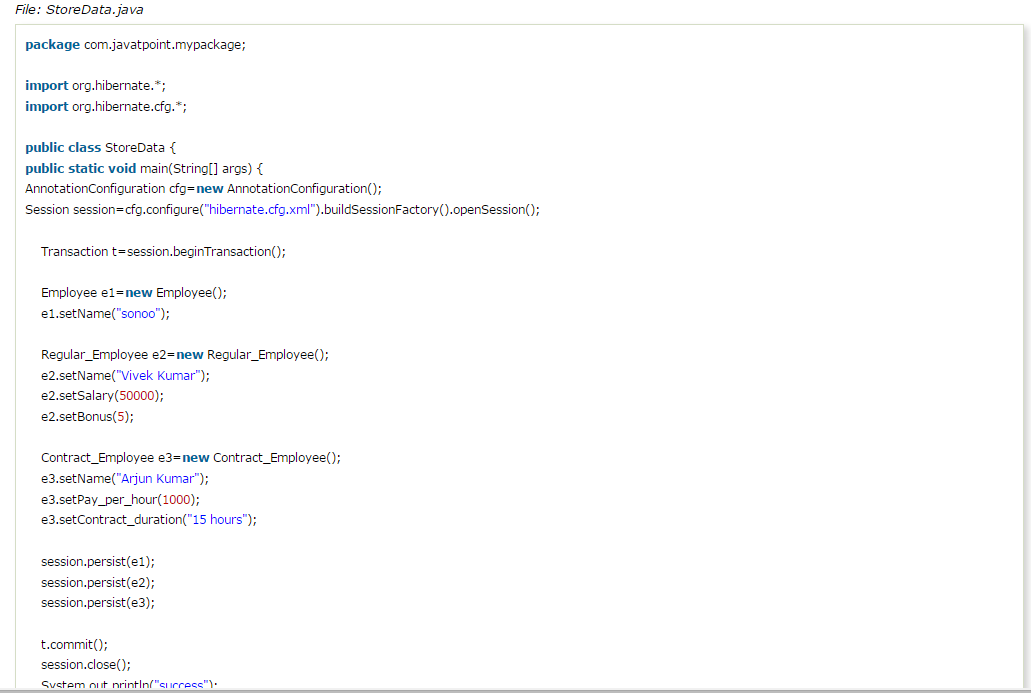 File: StoreData.java
package com.javatpoint.mypackage;
import org.hibernate.*;
import org.hibernate.cfg.*;
public class StoreData {
public static void main(String[] args) {
AnnotationConfiguration cfg=new AnnotationConfiguration();
Session session=cfg.configure("hibernate.cfg.xml").buildSessionFactory().openSession();
Transaction t=session.beginTransaction();
Employee e1=new Employee();
e1.setName("sonoo");
Regular_Employee e2=new Regular_Employee();
e2.setName("Vivek Kumar");
e2.setSalary(50000);
e2.setBonus(5);
Contract_Employee e3=new Contract_Employee();
e3.setName("Arjun Kumar");
e3.setPay_per_hour(1000);
e3.setContract_duration("15 hours");
session.persist(e1);
session.persist(e2);
session.persist(e3);
t.commit();
session.close();
System.out.println("success");